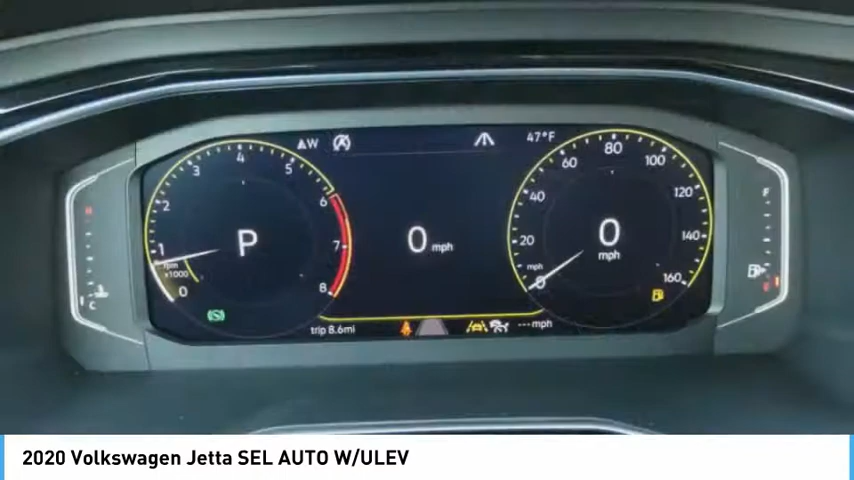 W
47°F
4
3
5
2
6
1
7
rpm
x1000
0
8
P
0 mph
80
60
100
40
120
20
140
mph
0
160
0
mph
F
H
C
trip 8.6mi
---mph
2020 Volkswagen Jetta SEL AUTO W/ULEV